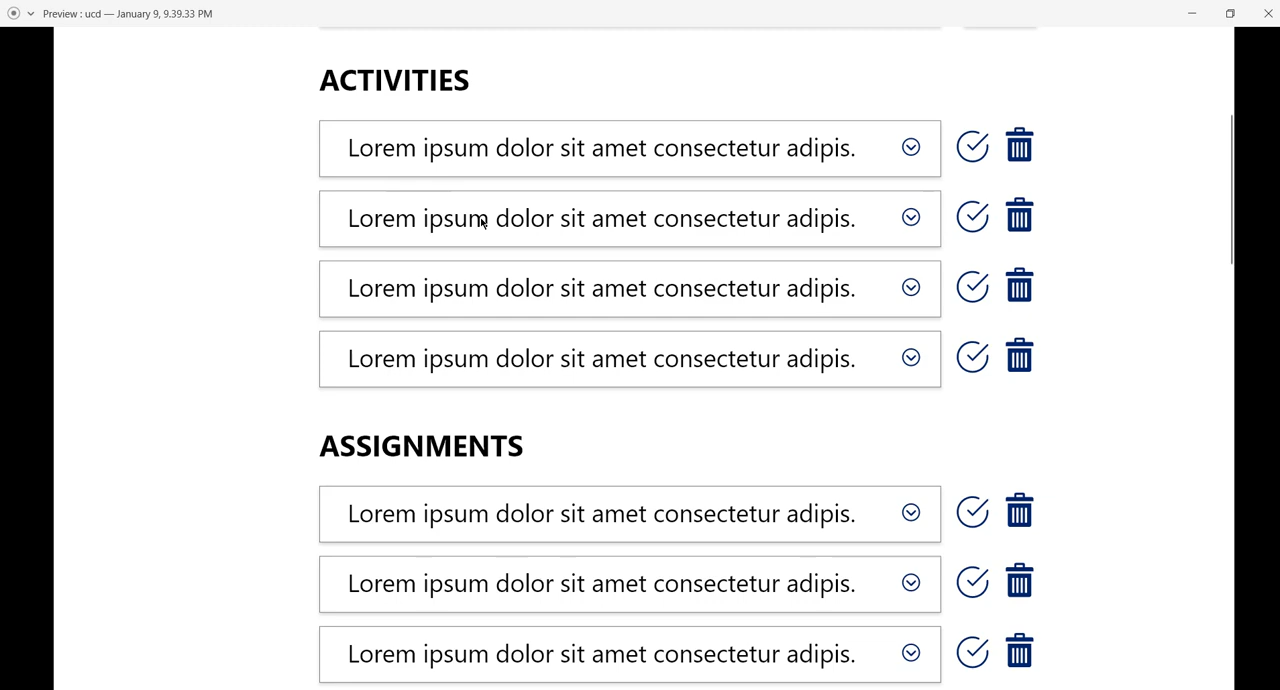 Preview : ucd — January 9, 9.39.33 PM
ACTIVITIES
Lorem ipsum dolor sit amet consectetur adipis.
Lorem ipsum dolor sit amet consectetur adipis.
Lorem ipsum dolor sit amet consectetur adipis.
Lorem ipsum dolor sit amet consectetur adipis.
ASSIGNMENTS
Lorem ipsum dolor sit amet consectetur adipis.
Lorem ipsum dolor sit amet consectetur adipis.
Lorem ipsum dolor sit amet consectetur adipis.